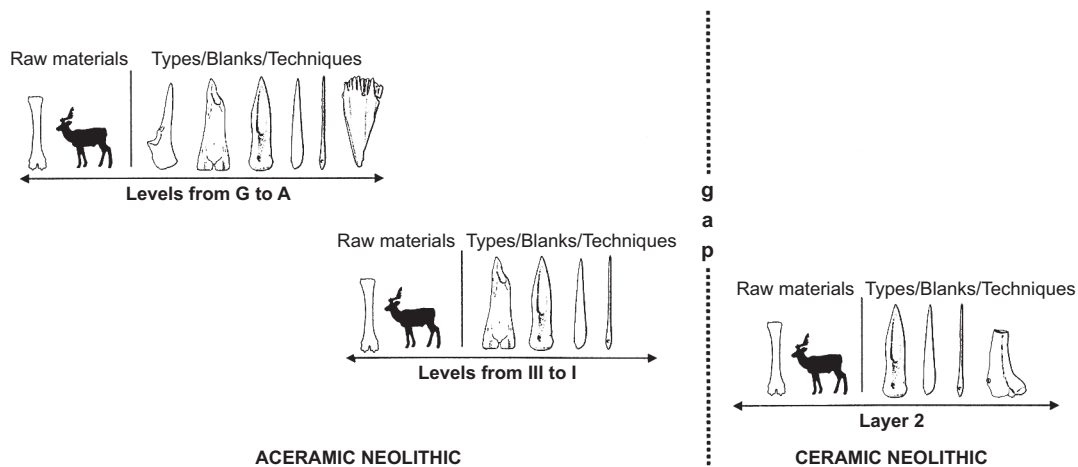 Raw materials
Types/Blanks/Techniques
Levels from G to A
g
a
p
Raw materials
Types/Blanks/Techniques
Levels from III to I
Raw materials
Types/Blanks/Techniques
Layer 2
ACERAMIC NEOLITHIC
CERAMIC NEOLITHIC